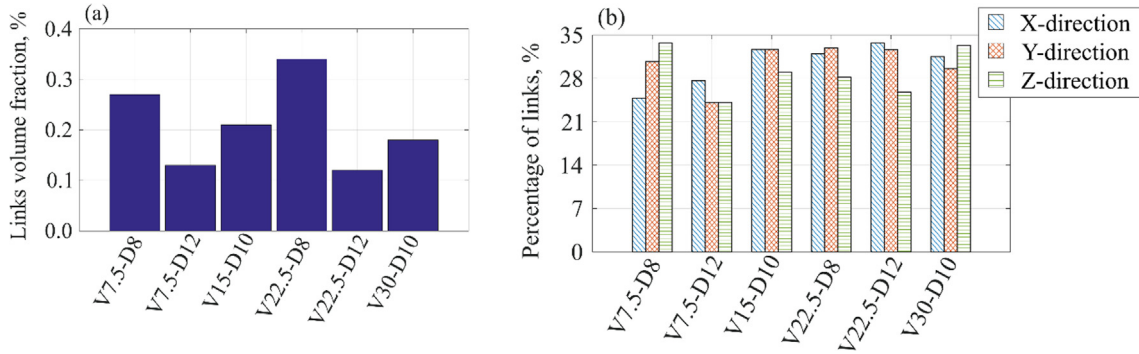 (a)
Links volume fraction, %
0.4
0.3
0.2
0.1
0.0
V7.5-D8
V7.5-D12
V15-D10
V22.5-D8
V22.5-D12
V30-D10
(b)
Percentage of links, %
35
28
21
14
7
0
V7.5-D8
V7.5-D12
V15-D10
V22.5-D8
V22.5-D12
V30-D10
X-direction
Y-direction
Z-direction